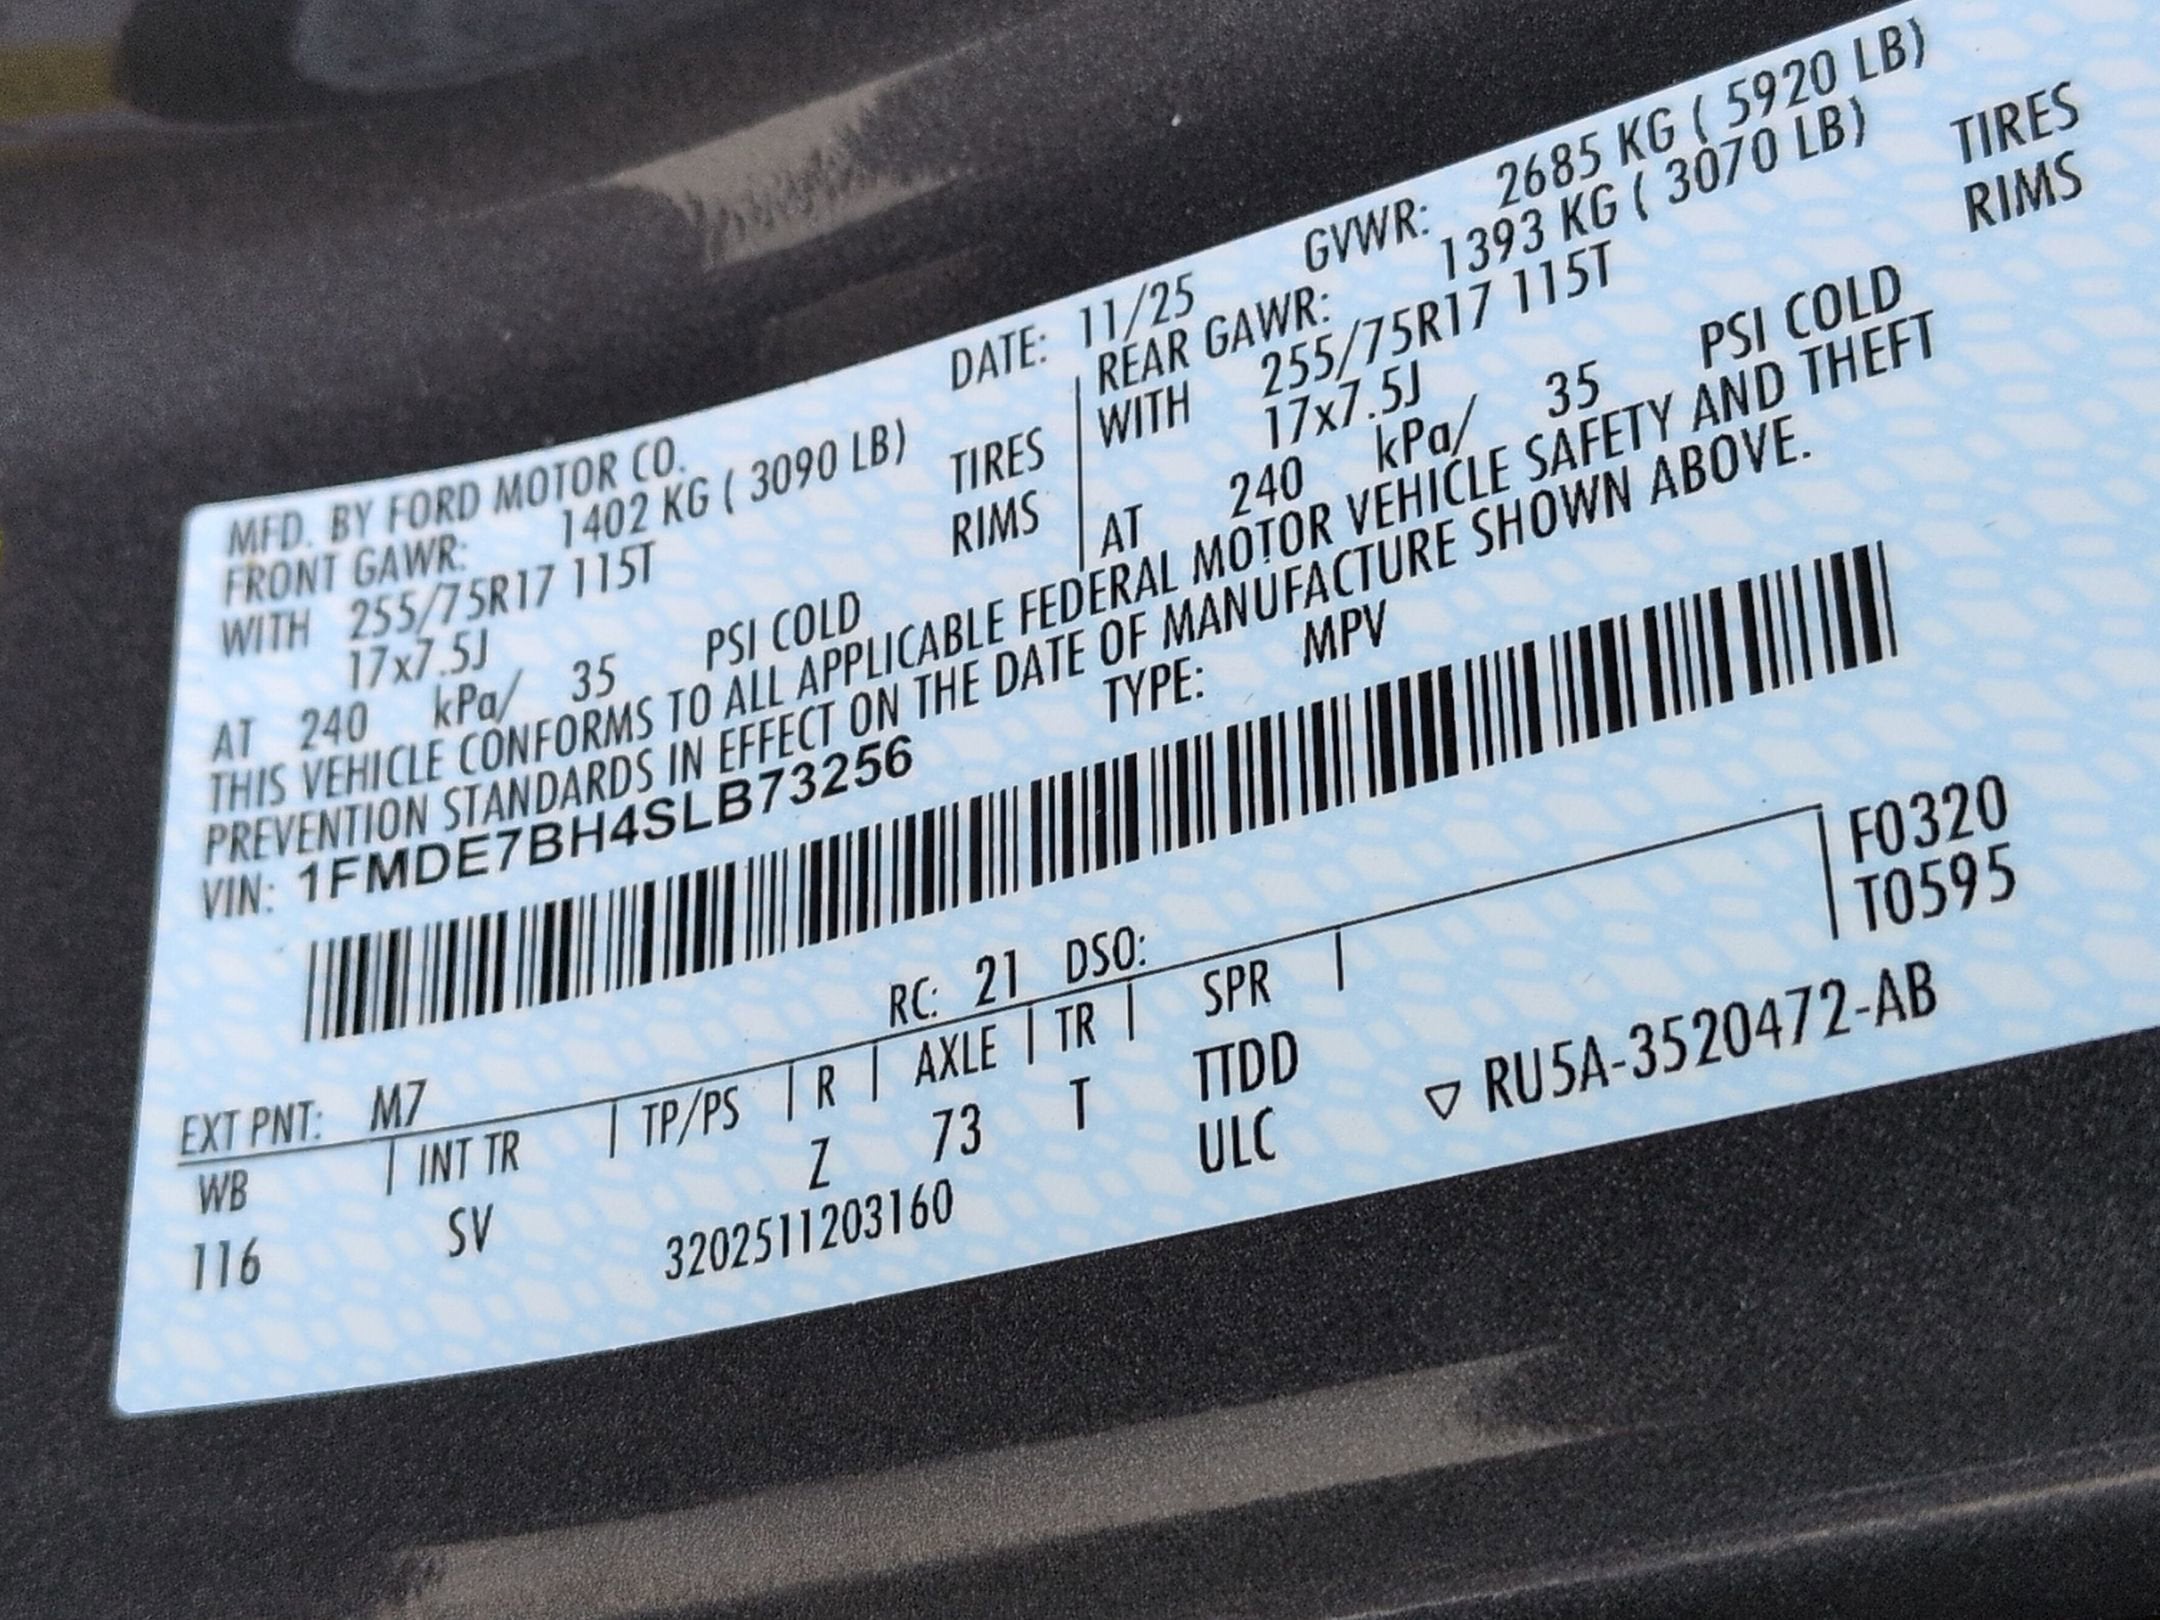 MFD. BY FORD MOTOR CO. DATE: 11/25 GVWR: 2685 KG ( 5920 LB)
FRONT GAWR: 1402 KG ( 3090 LB) REAR GAWR: 1393 KG ( 3070 LB)
WITH 255/75R17 115T TIRES WITH 255/75R17 115T TIRES
17x7.5J RIMS 17x7.5J RIMS
AT 240 kPa/ 35 PSI COLD AT 240 kPa/ 35 PSI COLD
THIS VEHICLE CONFORMS TO ALL APPLICABLE FEDERAL MOTOR VEHICLE SAFETY AND THEFT
PREVENTION STANDARDS IN EFFECT ON THE DATE OF MANUFACTURE SHOWN ABOVE.
VIN: 1FMDE7BH4SLB73256 TYPE: MPV
F0320
T0595
EXT PNT: M7 RC: 21 DSO:
WB INT TR TP/PS R AXLE TR SPR
116 SV Z 73 T TTDD
ULC
3202511203160
▽ RU5A-3520472-AB